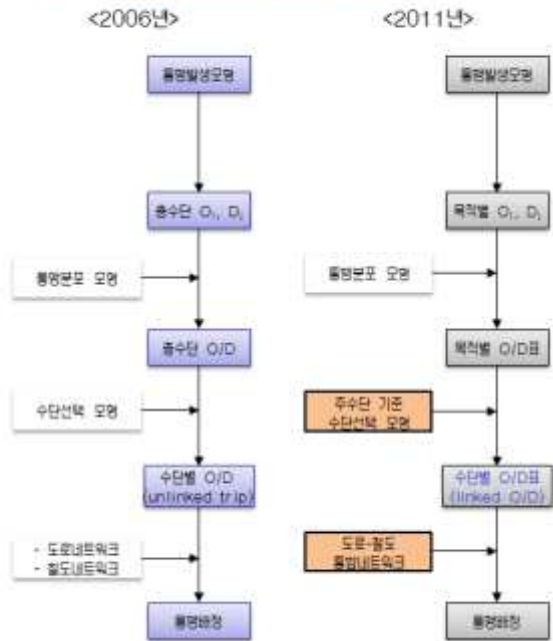 <2006년>
통행발생모형
총수단 Oᵢ, Dⱼ
통행분포 모형
총수단 O/D
수단선택 모형
수단별 O/D
(unlinked trip)
- 도로네트워크
- 철도네트워크
통행배정
<2011년>
통행발생모형
목적별 Oᵢ, Dⱼ
통행분포 모형
목적별 O/D표
주수단 기준
수단선택 모형
수단별 O/D표
(linked O/D)
도로·철도
통합네트워크
통행배정